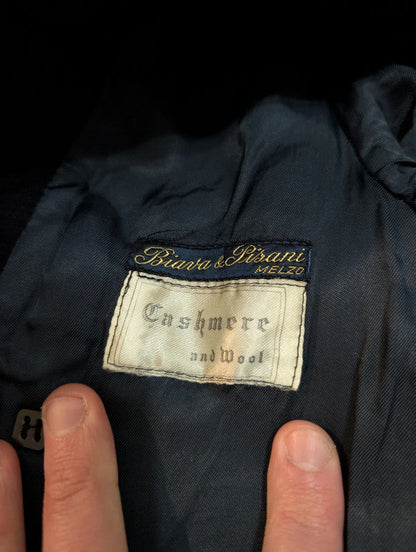 Biava & Pisani
MELZO
Cashmere
and Wool
H